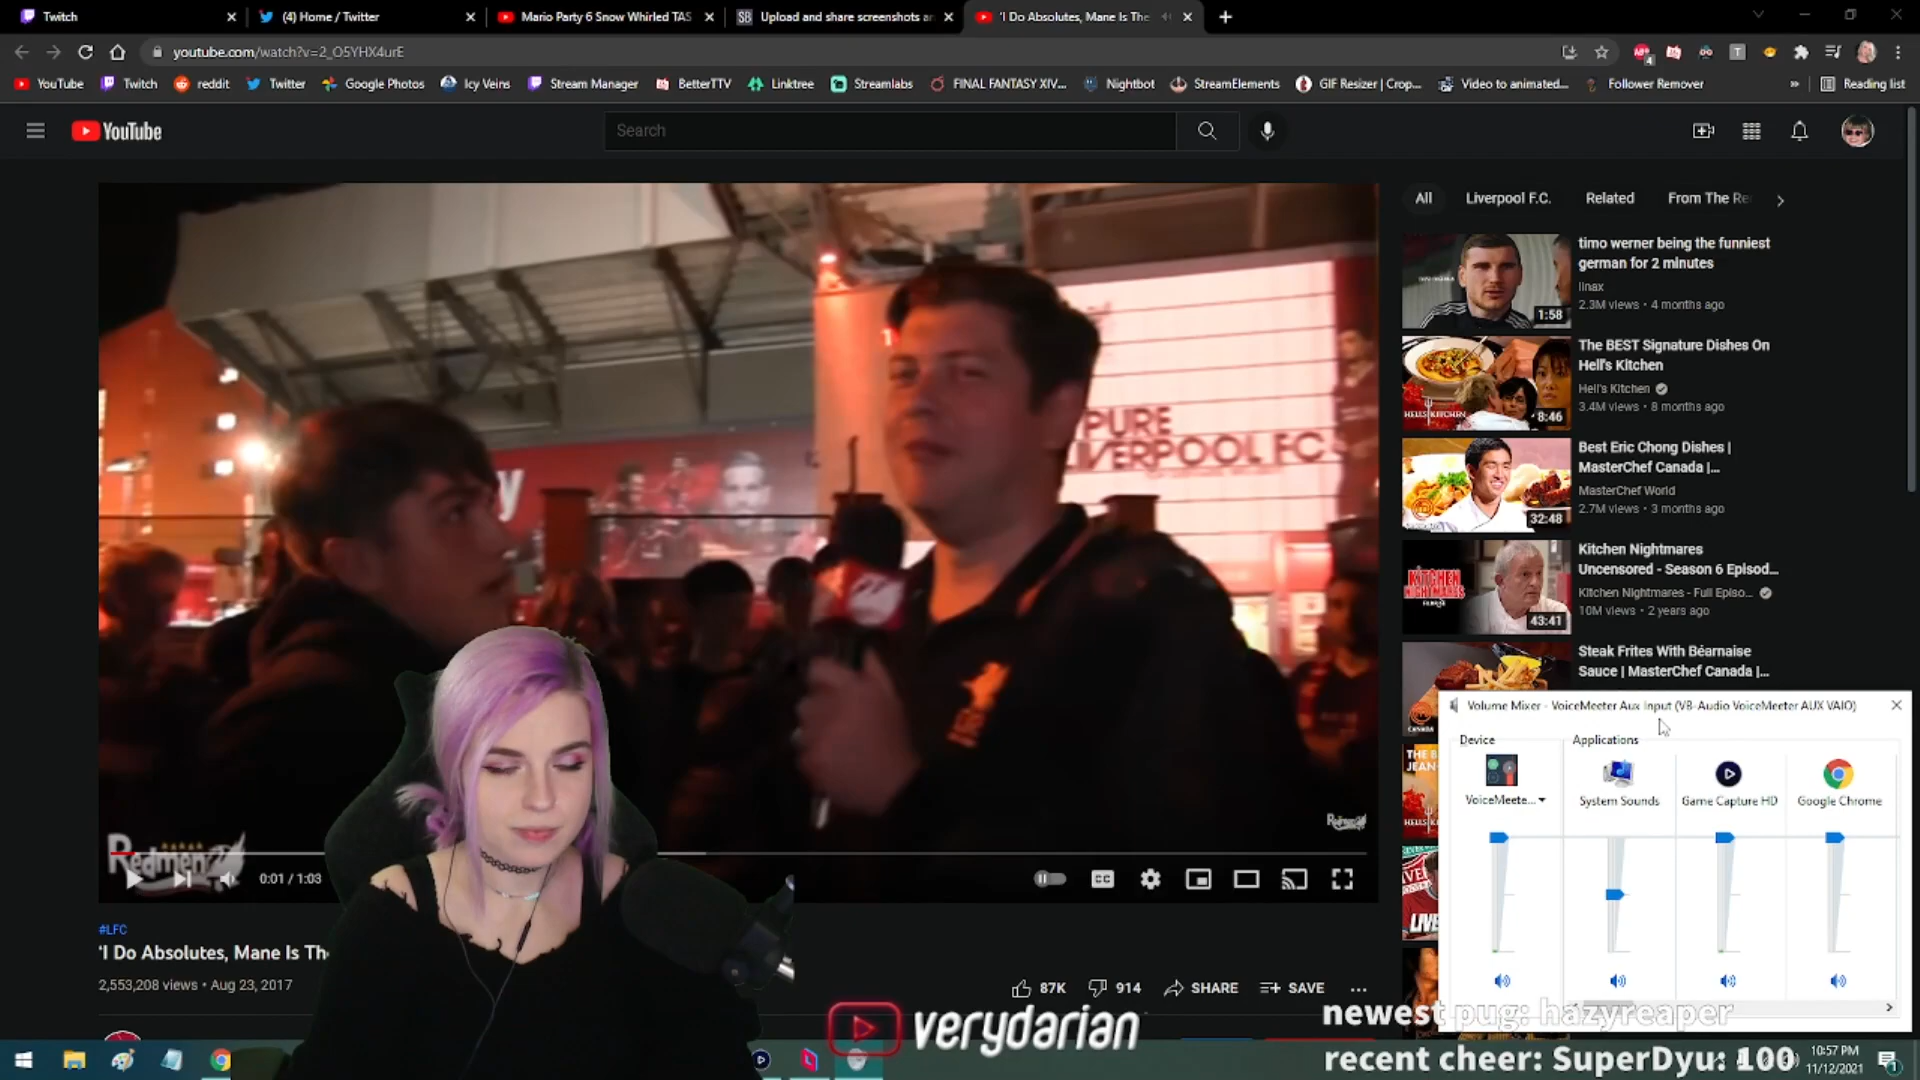 Twitch
(4) Home / Twitter
Mario Party 6 Snow Whirled TAS
Upload and share screenshots an
'I Do Absolutes, Mane Is The
youtube.com/watch?v=2_O5YHX4urE
YouTube
Twitch
reddit
Twitter
Google Photos
Icy Veins
Stream Manager
BetterTTV
Linktree
Streamlabs
FINAL FANTASY XIV...
Nightbot
StreamElements
GIF Resizer | Crop...
Video to animated...
Follower Remover
Reading list
YouTube
Search
All
Liverpool F.C.
Related
From The Re
timo werner being the funniest
german for 2 minutes
linax
2.3M views • 4 months ago
1:58
The BEST Signature Dishes On
Hell's Kitchen
Hell's Kitchen
3.4M views • 8 months ago
8:46
Best Eric Chong Dishes |
MasterChef Canada |...
MasterChef World
2.7M views • 3 months ago
32:48
Kitchen Nightmares
Uncensored - Season 6 Episod...
Kitchen Nightmares - Full Episo...
10M views • 2 years ago
43:41
KITCHEN
NIGHTMARES
Steak Frites With Béarnaise
Sauce | MasterChef Canada |...
PURE
LIVERPOOL FC
Redmen
0:01 / 1:03
CC
#LFC
'I Do Absolutes, Mane Is Th
2,553,208 views • Aug 23, 2017
87K
914
SHARE
SAVE
Volume Mixer - VoiceMeeter Aux Input (VB-Audio VoiceMeeter AUX VAIO)
Device
Applications
VoiceMeete...
System Sounds
Game Capture HD
Google Chrome
verydarian
newest pug: hazyreaper
recent cheer: SuperDyu: 100
10:57 PM
11/12/2021